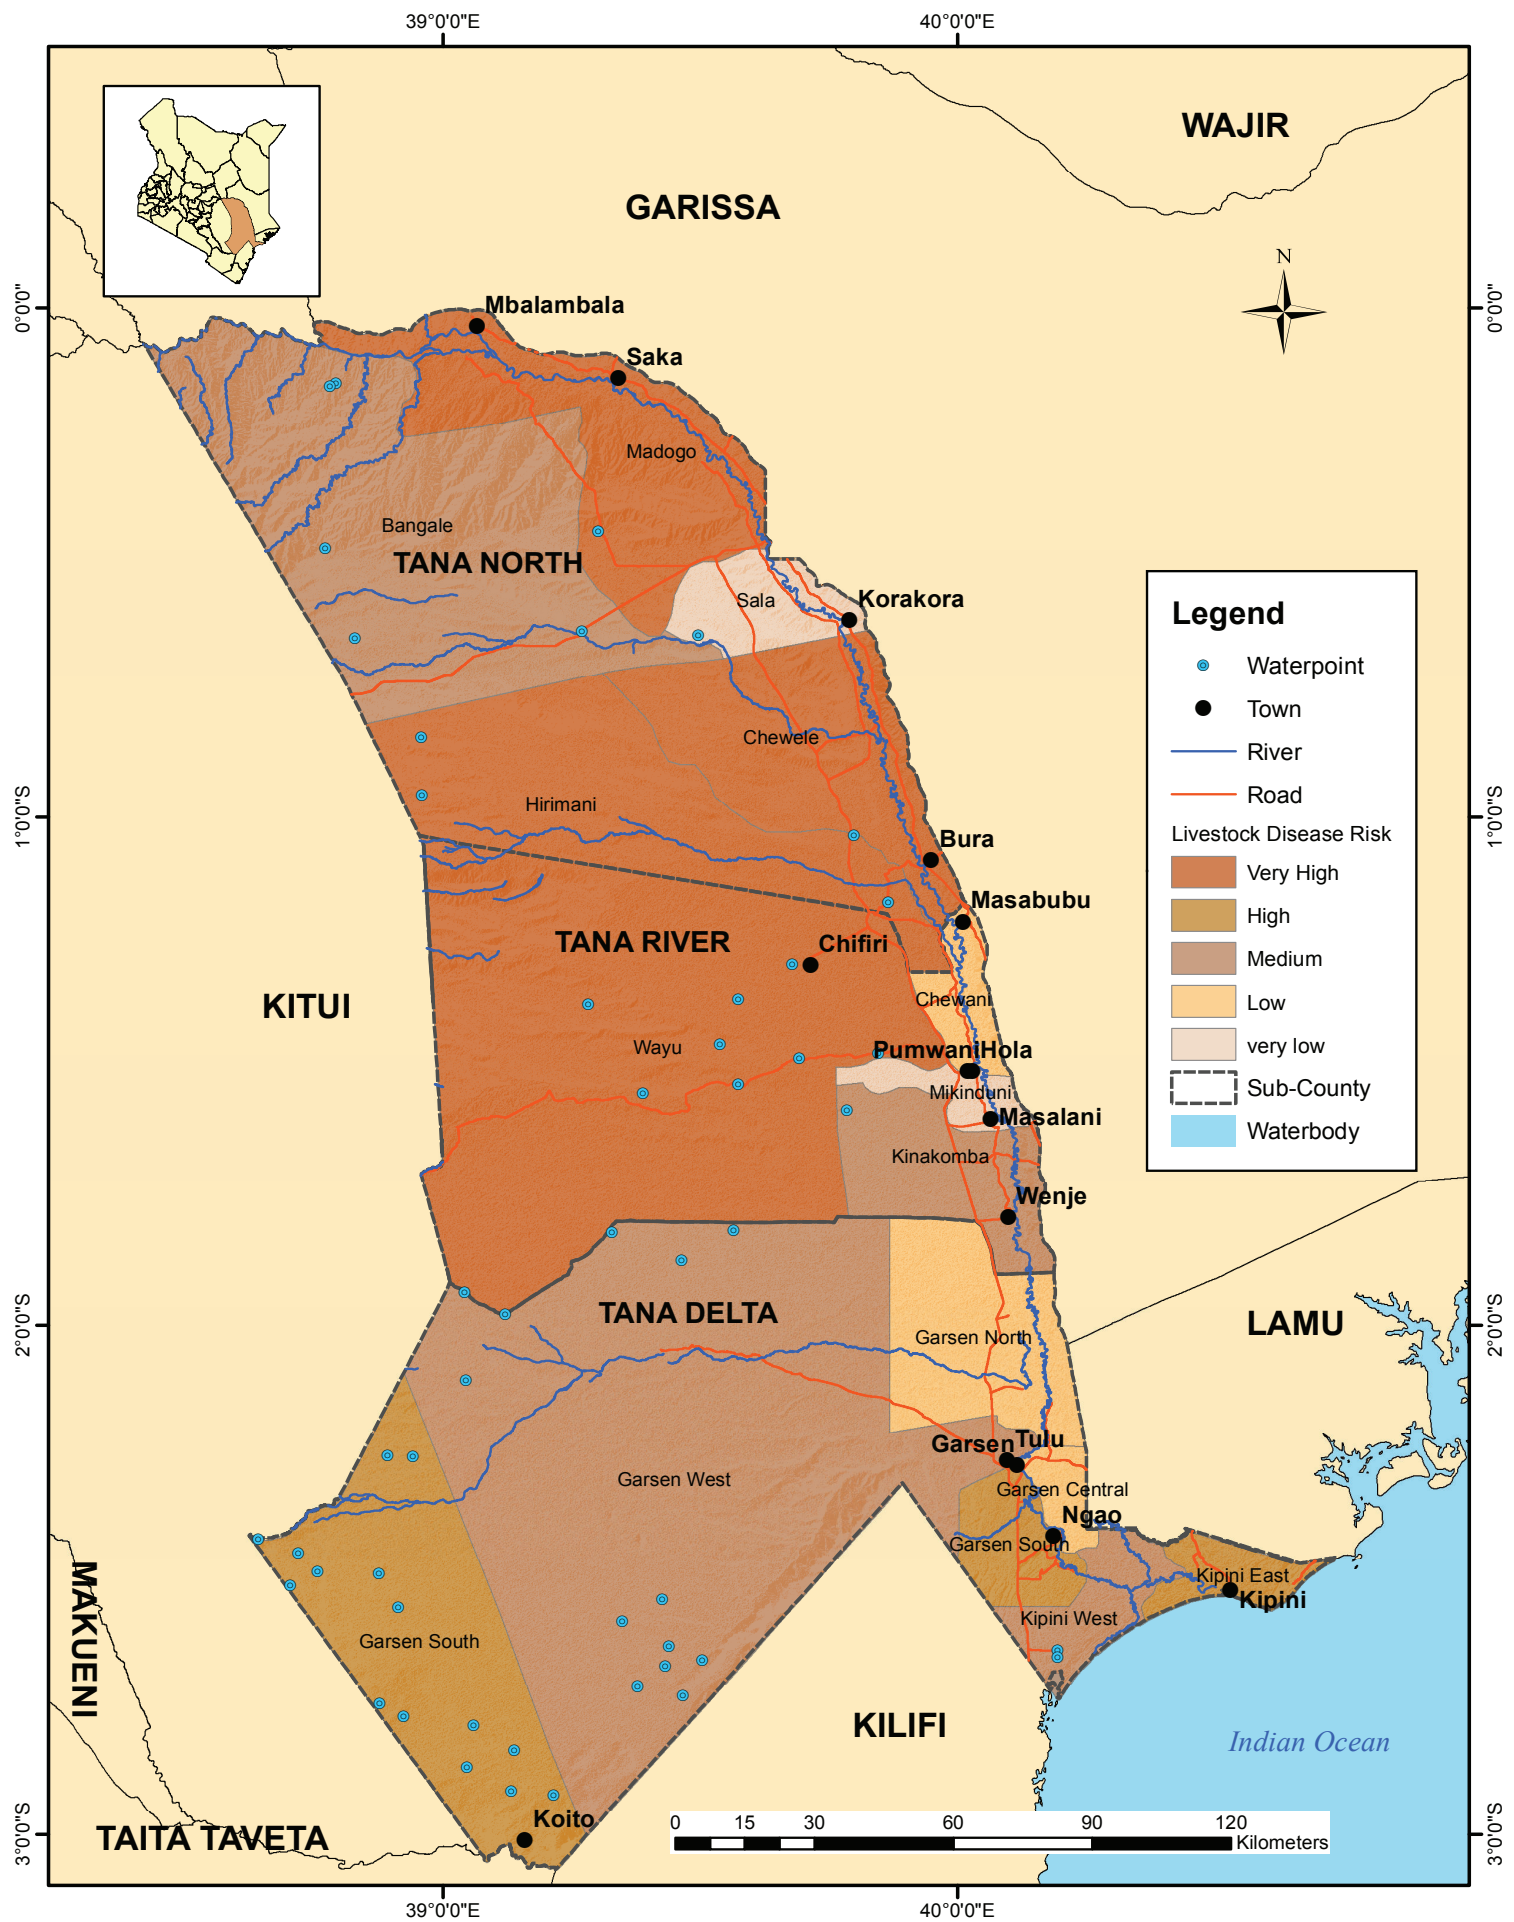 39°0'0"E
40°0'0"E
WAJIR
GARISSA
N
0°0'0"
0°0'0"
Mbalambala
Saka
Madogo
Bangale
TANA NORTH
Sala
Korakora
Chewele
Hirimani
1°0'0"S
1°0'0"S
Bura
Masabubu
TANA RIVER
Chifiri
KITUI
Chewani
Wayu
Pumwani
Hola
Mikinduni
Masalani
Kinakomba
Wenje
Legend
Waterpoint
Town
River
Road
Livestock Disease Risk
Very High
High
Medium
Low
very low
Sub-County
Waterbody
2°0'0"S
2°0'0"S
TANA DELTA
LAMU
Garsen North
Garsen
Tulu
Garsen West
Garsen Central
Ngao
Garsen South
Kipini East
Kipini
Kipini West
MAKUENI
Garsen South
KILIFI
Indian Ocean
Koito
TAITA TAVETA
0 15 30 60 90 120
Kilometers
3°0'0"S
3°0'0"S
39°0'0"E
40°0'0"E